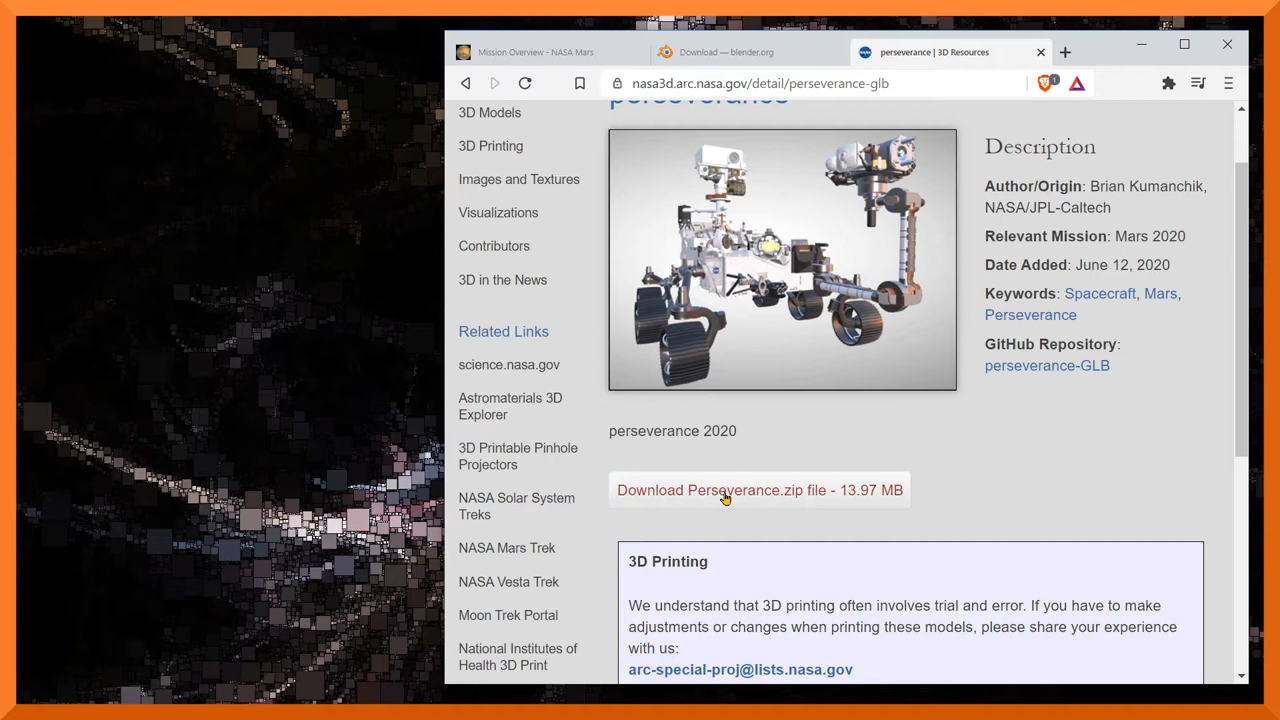 Mission Overview - NASA Mars
Download — blender.org
perseverance | 3D Resources
nasa3d.arc.nasa.gov/detail/perseverance-glb
1
perseverance
3D Models
3D Printing
Images and Textures
Visualizations
Contributors
3D in the News
Related Links
science.nasa.gov
Astromaterials 3D
Explorer
3D Printable Pinhole
Projectors
NASA Solar System
Treks
NASA Mars Trek
NASA Vesta Trek
Moon Trek Portal
National Institutes of
Health 3D Print
Description
Author/Origin: Brian Kumanchik,
NASA/JPL-Caltech
Relevant Mission: Mars 2020
Date Added: June 12, 2020
Keywords: Spacecraft, Mars,
Perseverance
GitHub Repository:
perseverance-GLB
perseverance 2020
Download Perseverance.zip file - 13.97 MB
3D Printing
We understand that 3D printing often involves trial and error. If you have to make
adjustments or changes when printing these models, please share your experience
with us:
arc-special-proj@lists.nasa.gov